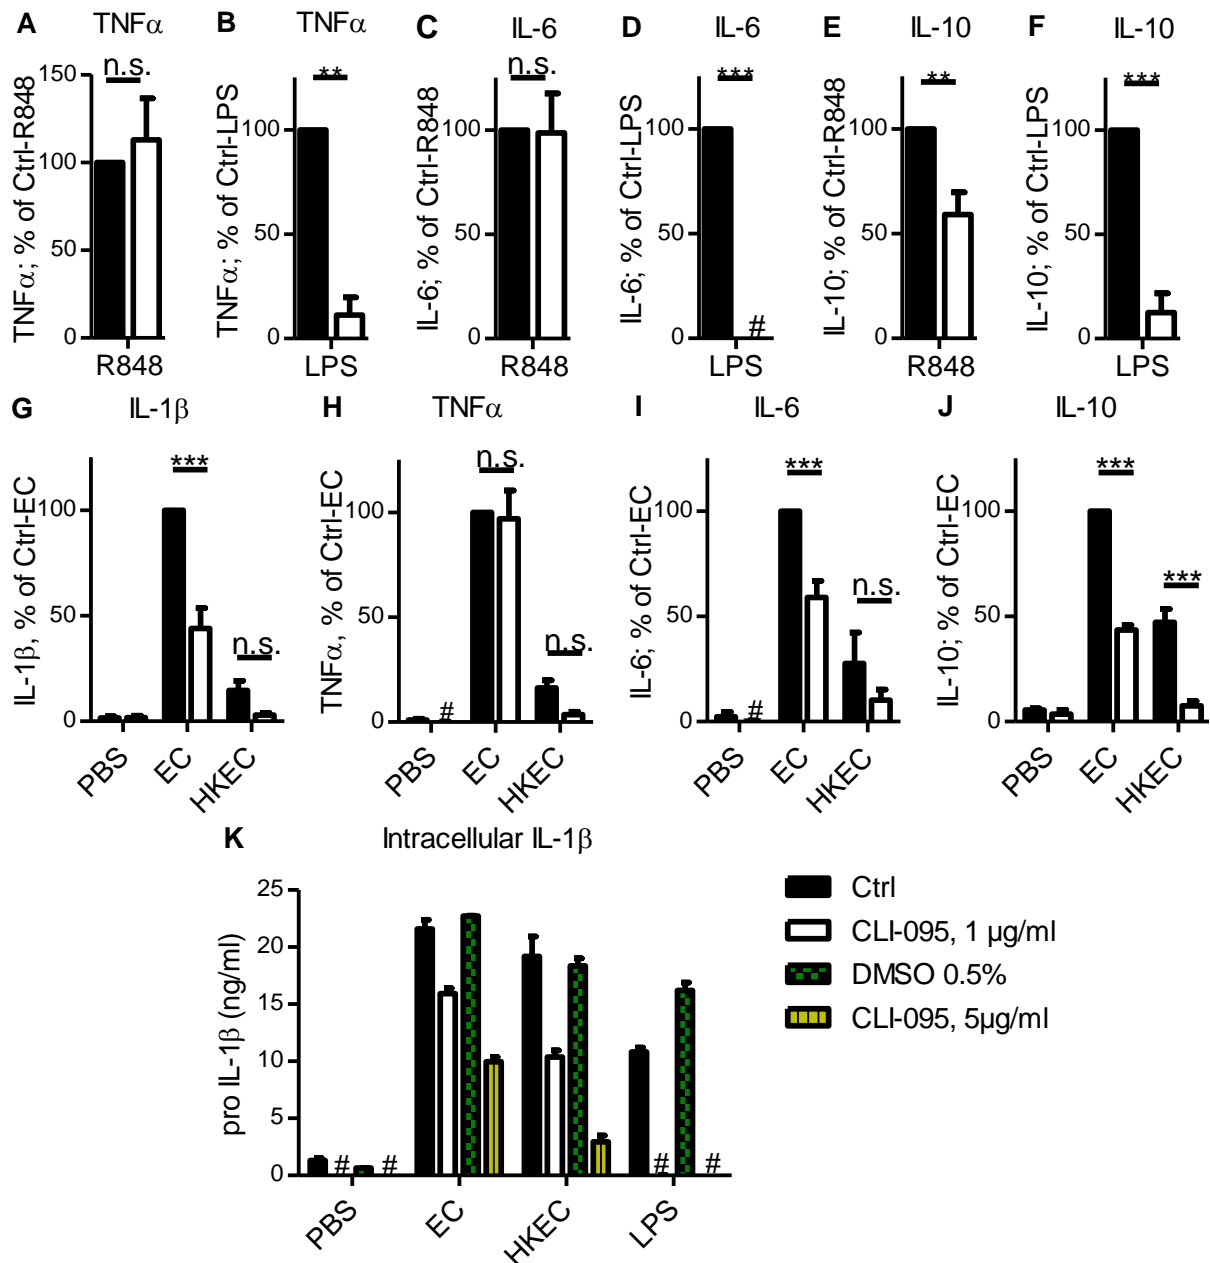 A TNFα
n.s.
TNFα; % of Ctrl-R848
150
100
50
0
R848
B TNFα
**
TNFα; % of Ctrl-LPS
100
50
0
LPS
C IL-6
n.s.
IL-6; % of Ctrl-R848
100
50
0
R848
D IL-6
***
IL-6; % of Ctrl-LPS
100
50
0
#
LPS
E IL-10
**
IL-10; % of Ctrl-R848
100
50
0
R848
F IL-10
***
IL-10; % of Ctrl-LPS
100
50
0
LPS
G IL-1β
***
n.s.
IL-1β, % of Ctrl-EC
100
50
0
PBS EC HKEC
H TNFα
n.s.
n.s.
TNFα, % of Ctrl-EC
100
50
0
#
PBS EC HKEC
I IL-6
***
n.s.
IL-6; % of Ctrl-EC
100
50
0
#
PBS EC HKEC
J IL-10
***
***
IL-10; % of Ctrl-EC
100
50
0
PBS EC HKEC
K Intracellular IL-1β
pro IL-1β (ng/ml)
25
20
15
10
5
0
# # # #
PBS EC HKEC LPS
Ctrl
CLI-095, 1 µg/ml
DMSO 0.5%
CLI-095, 5µg/ml